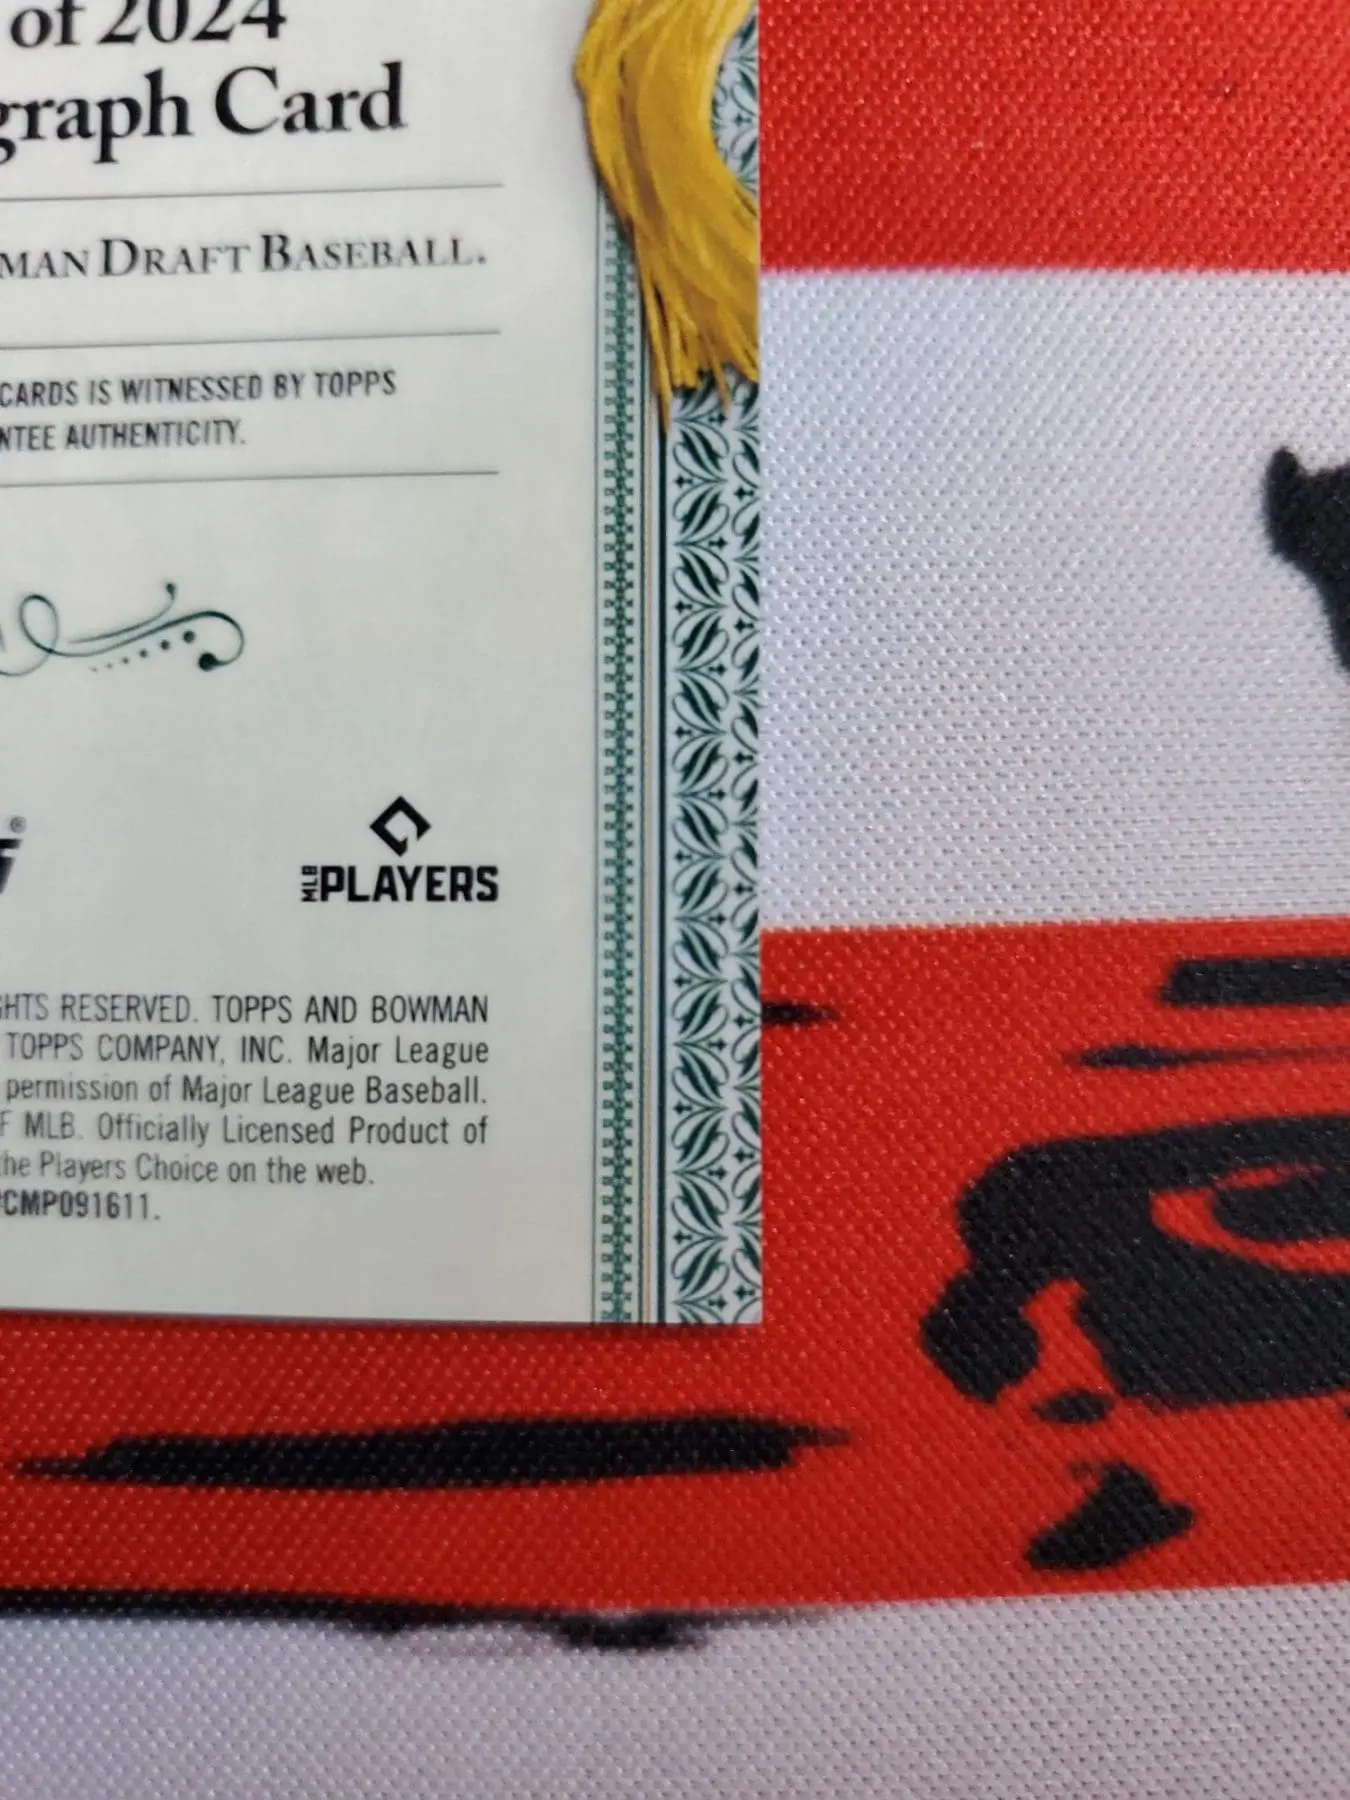 of 2024
graph Card
MAN DRAFT BASEBALL.
CARDS IS WITNESSED BY TOPPS
NTEE AUTHENTICITY.
®
MLB PLAYERS
GHTS RESERVED. TOPPS AND BOWMAN
TOPPS COMPANY, INC. Major League
permission of Major League Baseball.
F MLB. Officially Licensed Product of
he Players Choice on the web.
#CMP091611.